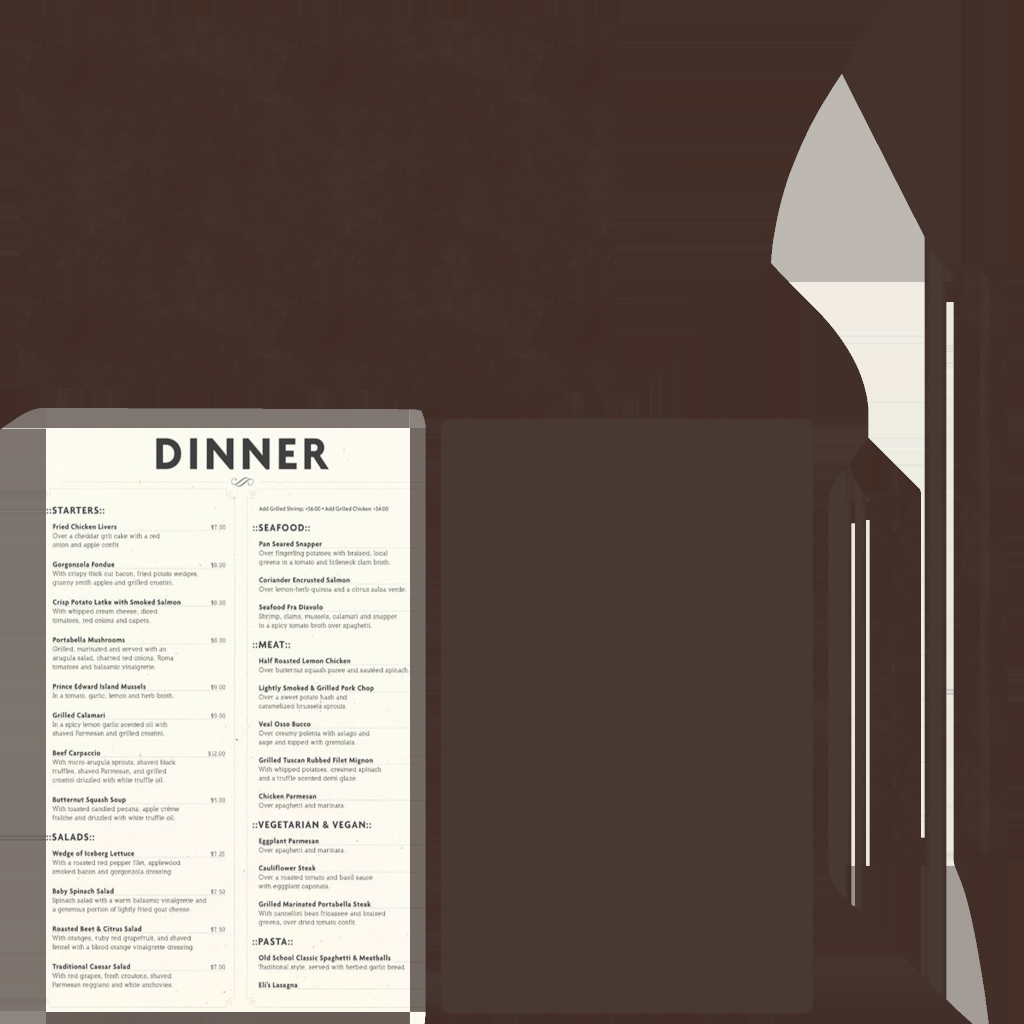 DINNER
::STARTERS::
Fried Chicken Livers $7.00
Over a cheddar grit cake with a red
onion and apple confit.
Gorgonzola Fondue $8.00
With crispy thick cut bacon, fried potato wedges,
granny smith apples and grilled crostini.
Crisp Potato Latke with Smoked Salmon $8.00
With whipped cream cheese, diced
tomatoes, red onions and capers.
Portabella Mushrooms $8.00
Grilled, marinated and served with an
arugula salad, charred red onions, Roma
tomatoes and balsamic vinaigrette.
Prince Edward Island Mussels $9.00
In a tomato, garlic, lemon and herb broth.
Grilled Calamari $9.00
In a spicy lemon garlic scented oil with
shaved Parmesan and grilled crostini.
Beef Carpaccio $12.00
With micro arugula sprouts, shaved black
truffles, shaved Parmesan, and grilled
crostini drizzled with white truffle oil.
Butternut Squash Soup $5.00
With toasted candied pecans, apple crème
fraîche and drizzled with white truffle oil.
::SALADS::
Wedge of Iceberg Lettuce $7.25
With a roasted red pepper filet, applewood
smoked bacon and gorgonzola dressing
Baby Spinach Salad $7.50
Spinach salad with a warm balsamic vinaigrette and
a generous portion of lightly fried goat cheese.
Roasted Beet & Citrus Salad $7.50
With oranges, ruby red grapefruit, and shaved
fennel with a blood orange vinaigrette dressing
Traditional Caesar Salad $7.00
With red grapes, fresh croutons, shaved
Parmesan reggiano and white anchovies.
Add Grilled Shrimp: +$6.00 • Add Grilled Chicken: +$4.00
::SEAFOOD::
Pan Seared Snapper
Over fingerling potatoes with braised, local
greens in a tomato and littleneck clam broth.
Coriander Encrusted Salmon
Over lemon-herb quinoa and a citrus salsa verde.
Seafood Fra Diavolo
Shrimp, clams, mussels, calamari and snapper
in a spicy tomato broth over spaghetti.
::MEAT::
Half Roasted Lemon Chicken
Over butternut squash puree and sautéed spinach.
Lightly Smoked & Grilled Pork Chop
Over a sweet potato hash and
caramelized brussels sprouts.
Veal Osso Bucco
Over creamy polenta with asiago and
sage and topped with gremolata.
Grilled Tuscan Rubbed Filet Mignon
With whipped potatoes, creamed spinach
and a truffle scented demi glaze.
Chicken Parmesan
Over spaghetti and marinara.
::VEGETARIAN & VEGAN::
Eggplant Parmesan
Over spaghetti and marinara.
Cauliflower Steak
Over a roasted tomato and basil sauce
with eggplant caponata.
Grilled Marinated Portabella Steak
With cannellini bean fricassee and braised
greens, over dried tomato confit.
::PASTA::
Old School Classic Spaghetti & Meatballs
Traditional style, served with herbed garlic bread.
Eli's Lasagna